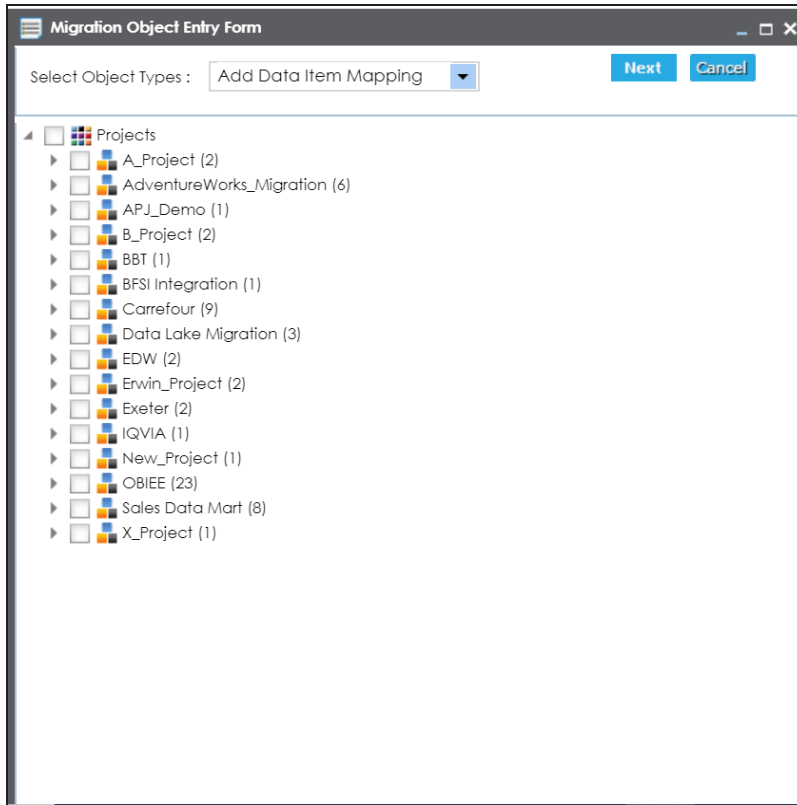 Migration Object Entry Form
Select Object Types : Add Data Item Mapping Next Cancel
Projects
A_Project (2)
AdventureWorks_Migration (6)
APJ_Demo (1)
B_Project (2)
BBT (1)
BFSI Integration (1)
Carrefour (9)
Data Lake Migration (3)
EDW (2)
Erwin_Project (2)
Exeter (2)
IQVIA (1)
New_Project (1)
OBIEE (23)
Sales Data Mart (8)
X_Project (1)